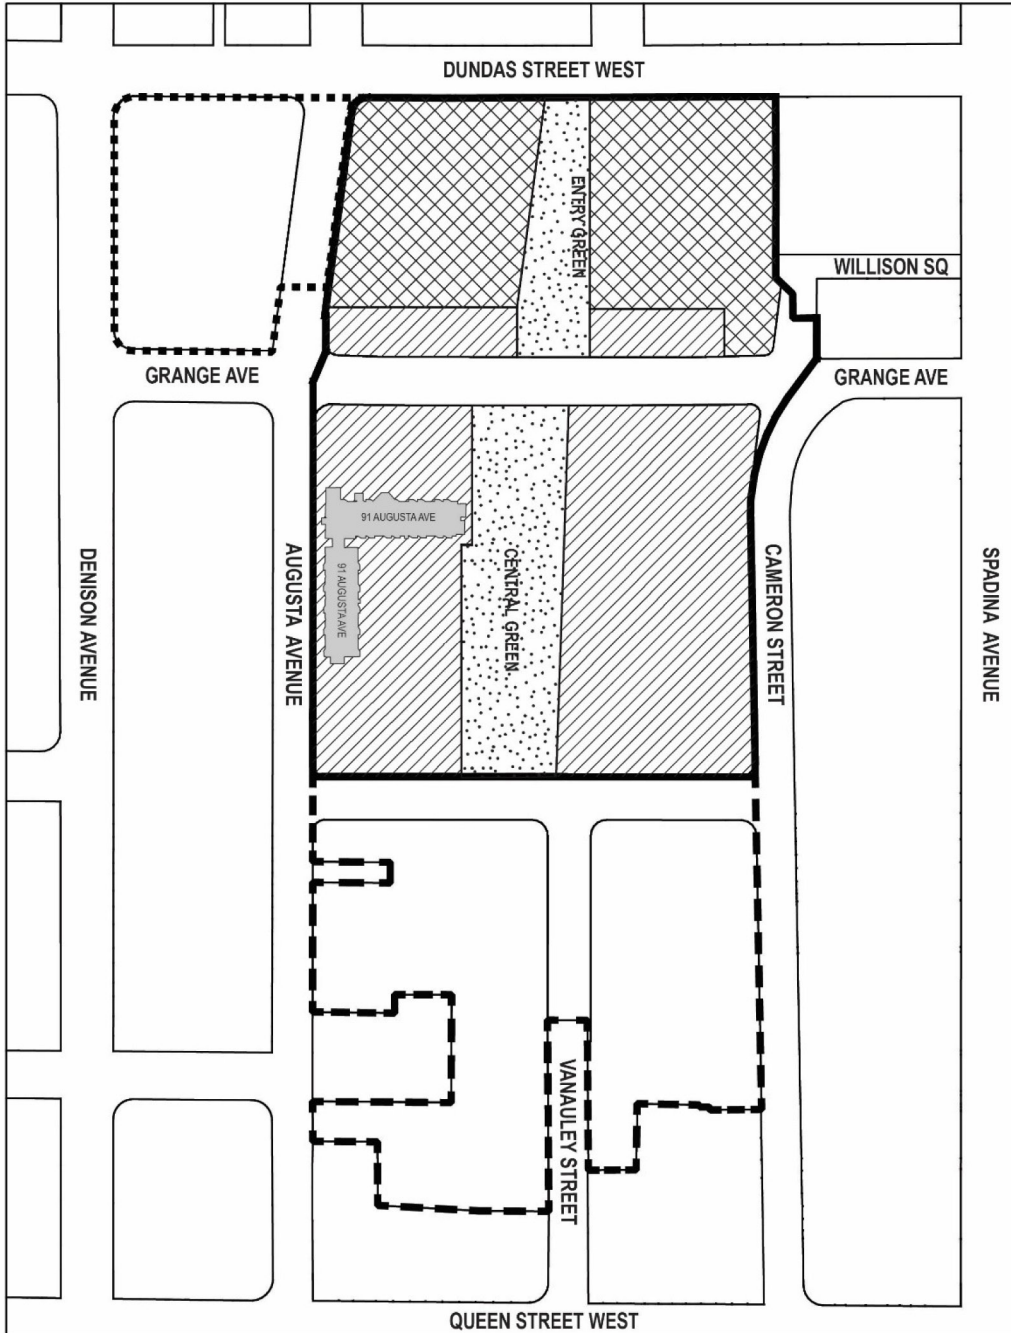 DUNDAS STREET WEST
ENTRY GREEN
WILLISON SQ
GRANGE AVE
GRANGE AVE
91 AUGUSTA AVE
91 AUGUSTA AVE
DENISON AVENUE
AUGUSTA AVENUE
CENTRAL GREEN
CAMERON STREET
SPADINA AVENUE
VANAULEY STREET
QUEEN STREET WEST